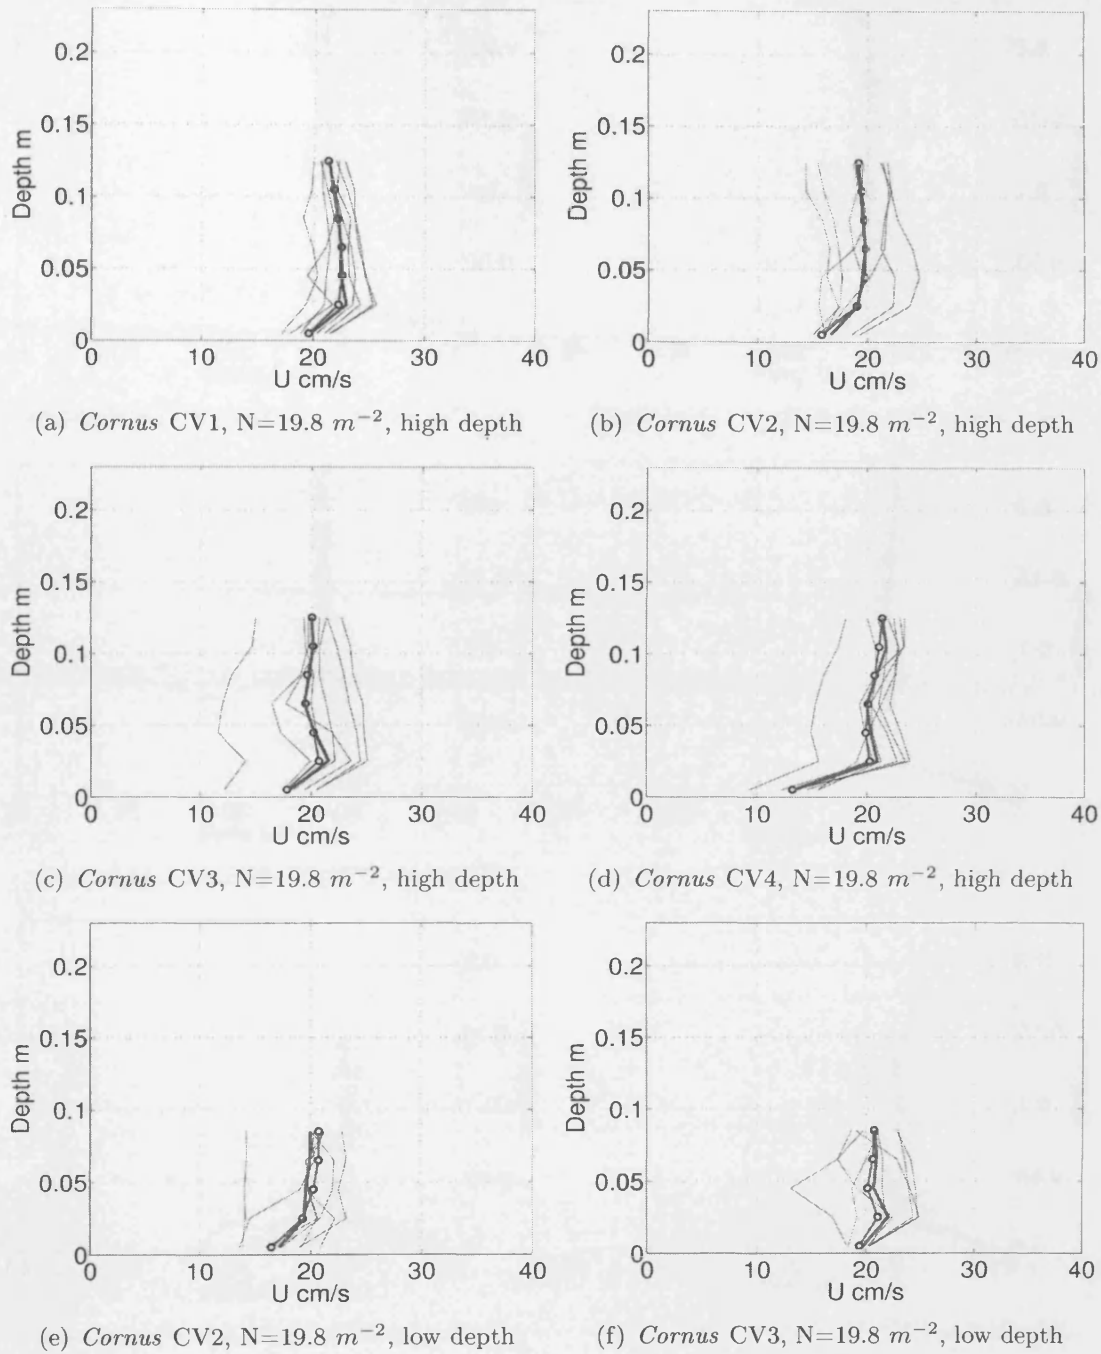 0.2 0.2
0.15 0.15
0.1 0.1
0.05 0.05
0 0
Depth m Depth m
0 10 20 30 40 0 10 20 30 40
U cm/s U cm/s
(a) Cornus CV1, N=19.8 m⁻², high depth (b) Cornus CV2, N=19.8 m⁻², high depth
0.2 0.2
0.15 0.15
0.1 0.1
0.05 0.05
0 0
Depth m Depth m
0 10 20 30 40 0 10 20 30 40
U cm/s U cm/s
(c) Cornus CV3, N=19.8 m⁻², high depth (d) Cornus CV4, N=19.8 m⁻², high depth
0.2 0.2
0.15 0.15
0.1 0.1
0.05 0.05
0 0
Depth m Depth m
0 10 20 30 40 0 10 20 30 40
U cm/s U cm/s
(e) Cornus CV2, N=19.8 m⁻², low depth (f) Cornus CV3, N=19.8 m⁻², low depth